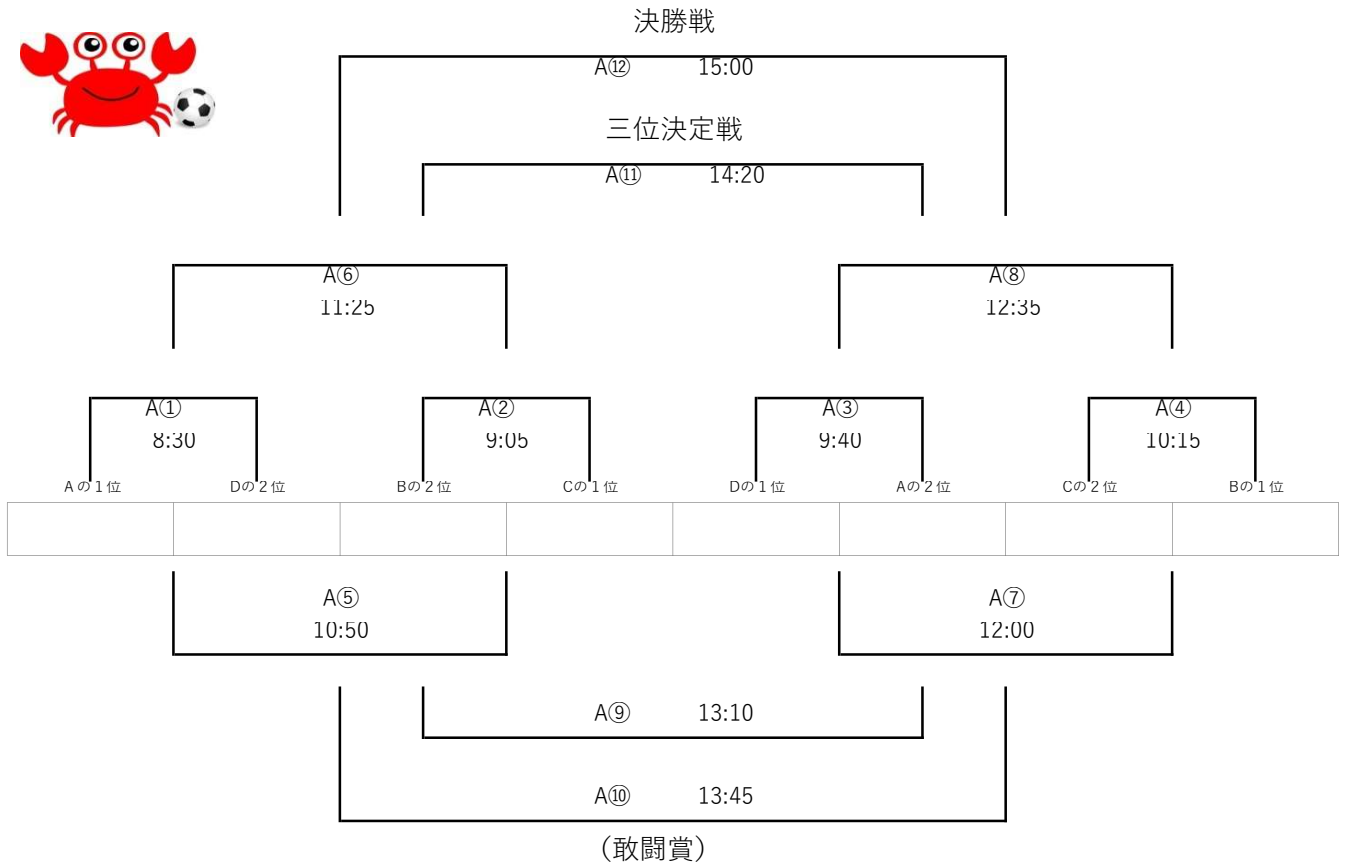 決勝戦
A⑫ 15:00
三位決定戦
A⑪ 14:20
A⑥ A⑧
11:25 12:35
A① A② A③ A④
8:30 9:05 9:40 10:15
Aの1位 Dの2位 Bの2位 Cの1位 Dの1位 Aの2位 Cの2位 Bの1位
A⑤ A⑦
10:50 12:00
A⑨ 13:10
A⑩ 13:45
（敢闘賞）